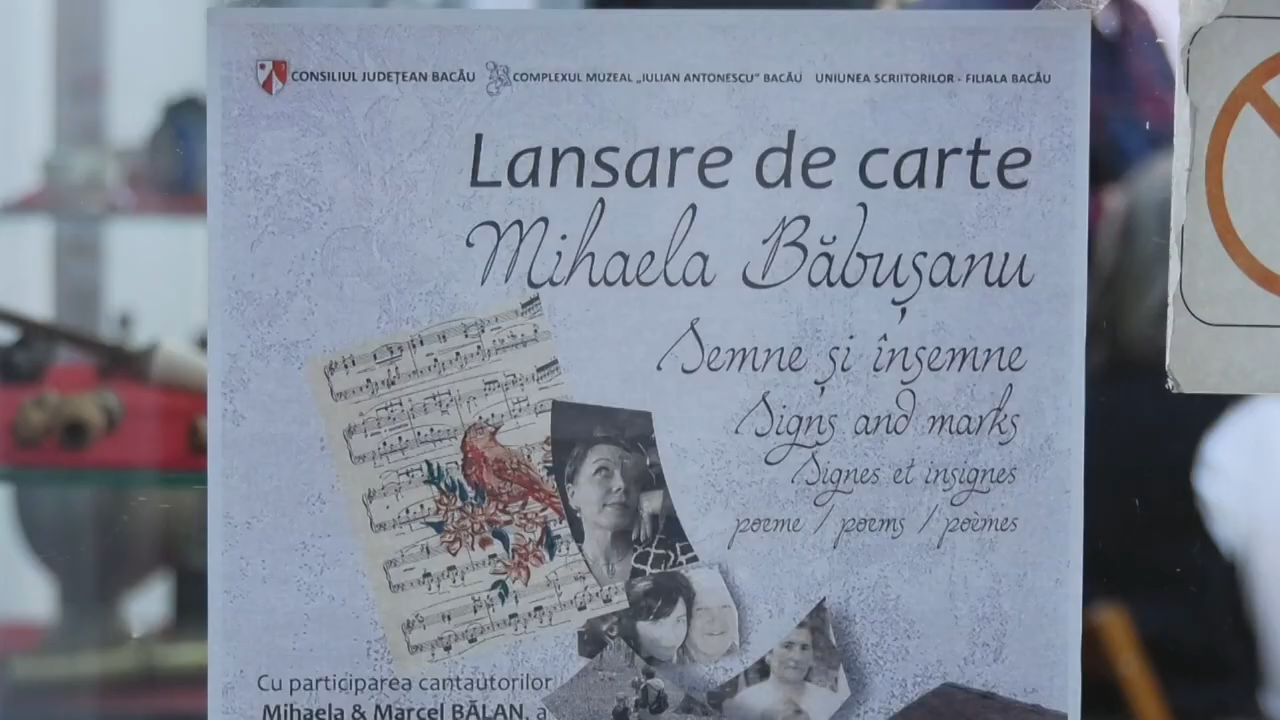 CONSILIUL JUDEȚEAN BACĂU COMPLEXUL MUZEAL „IULIAN ANTONESCU” BACĂU UNIUNEA SCRIITORILOR - FILIALA BACĂU
Lansare de carte
Mihaela Băbușanu
Semne și însemne
Signs and marks
Signes et insignes
poeme / poems / poèmes
Cu participarea cantautorilor
Mihaela & Marcel BĂLAN, a